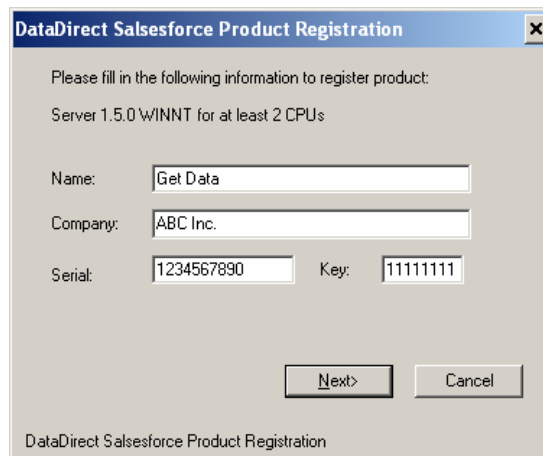 DataDirect Salsesforce Product Registration
Please fill in the following information to register product:
Server 1.5.0 WINNT for at least 2 CPUs
Name: Get Data
Company: ABC Inc.
Serial: 1234567890 Key: 11111111
Next> Cancel
DataDirect Salsesforce Product Registration